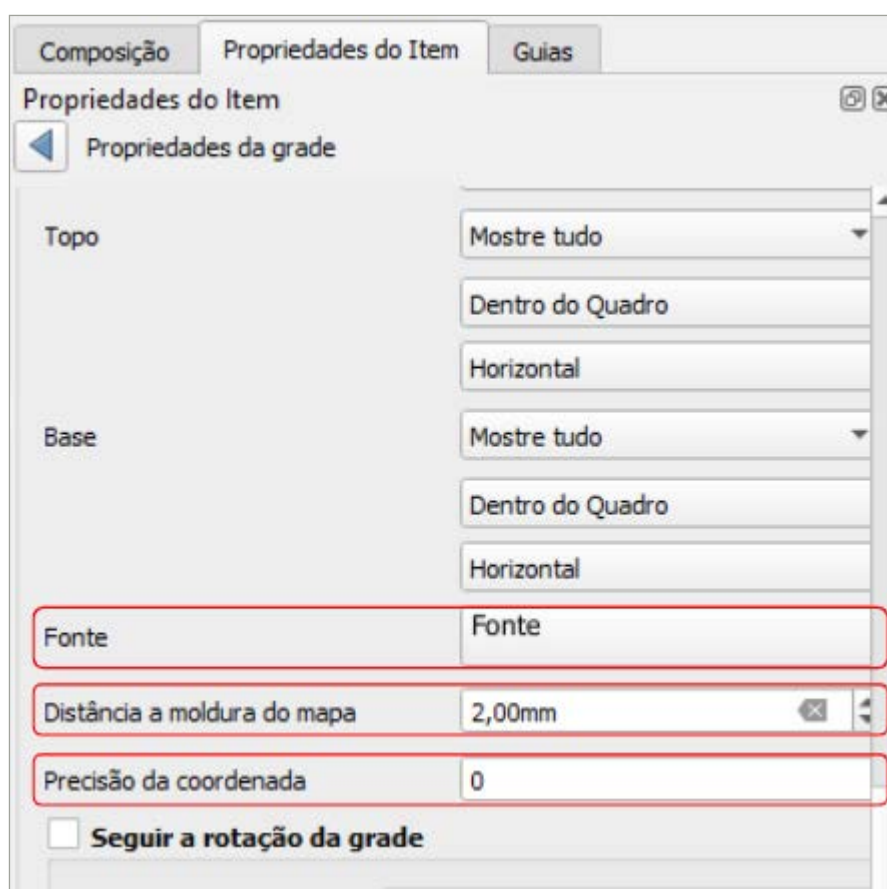 Composição Propriedades do Item Guias
Propriedades do Item
Propriedades da grade
Topo Mostre tudo
Dentro do Quadro
Horizontal
Base Mostre tudo
Dentro do Quadro
Horizontal
Fonte Fonte
Distância a moldura do mapa 2,00mm
Precisão da coordenada 0
Seguir a rotação da grade